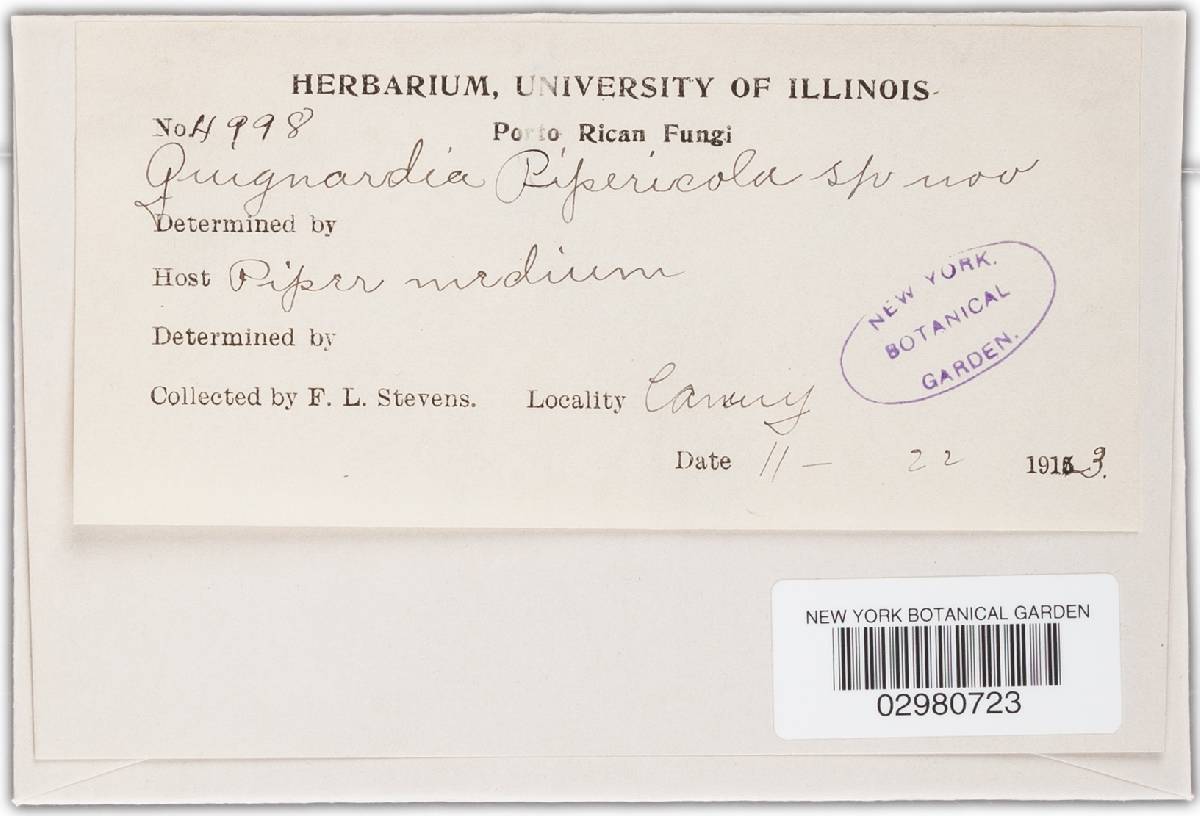 HERBARIUM, UNIVERSITY OF ILLINOIS
No. 4998 Porto Rican Fungi
Guignardia Pipericola sp nov
Determined by
Host Piper medium
Determined by
Collected by F. L. Stevens. Locality
Date 11 - 22 1913.
NEW YORK.
BOTANICAL
GARDEN.
NEW YORK BOTANICAL GARDEN
02980723